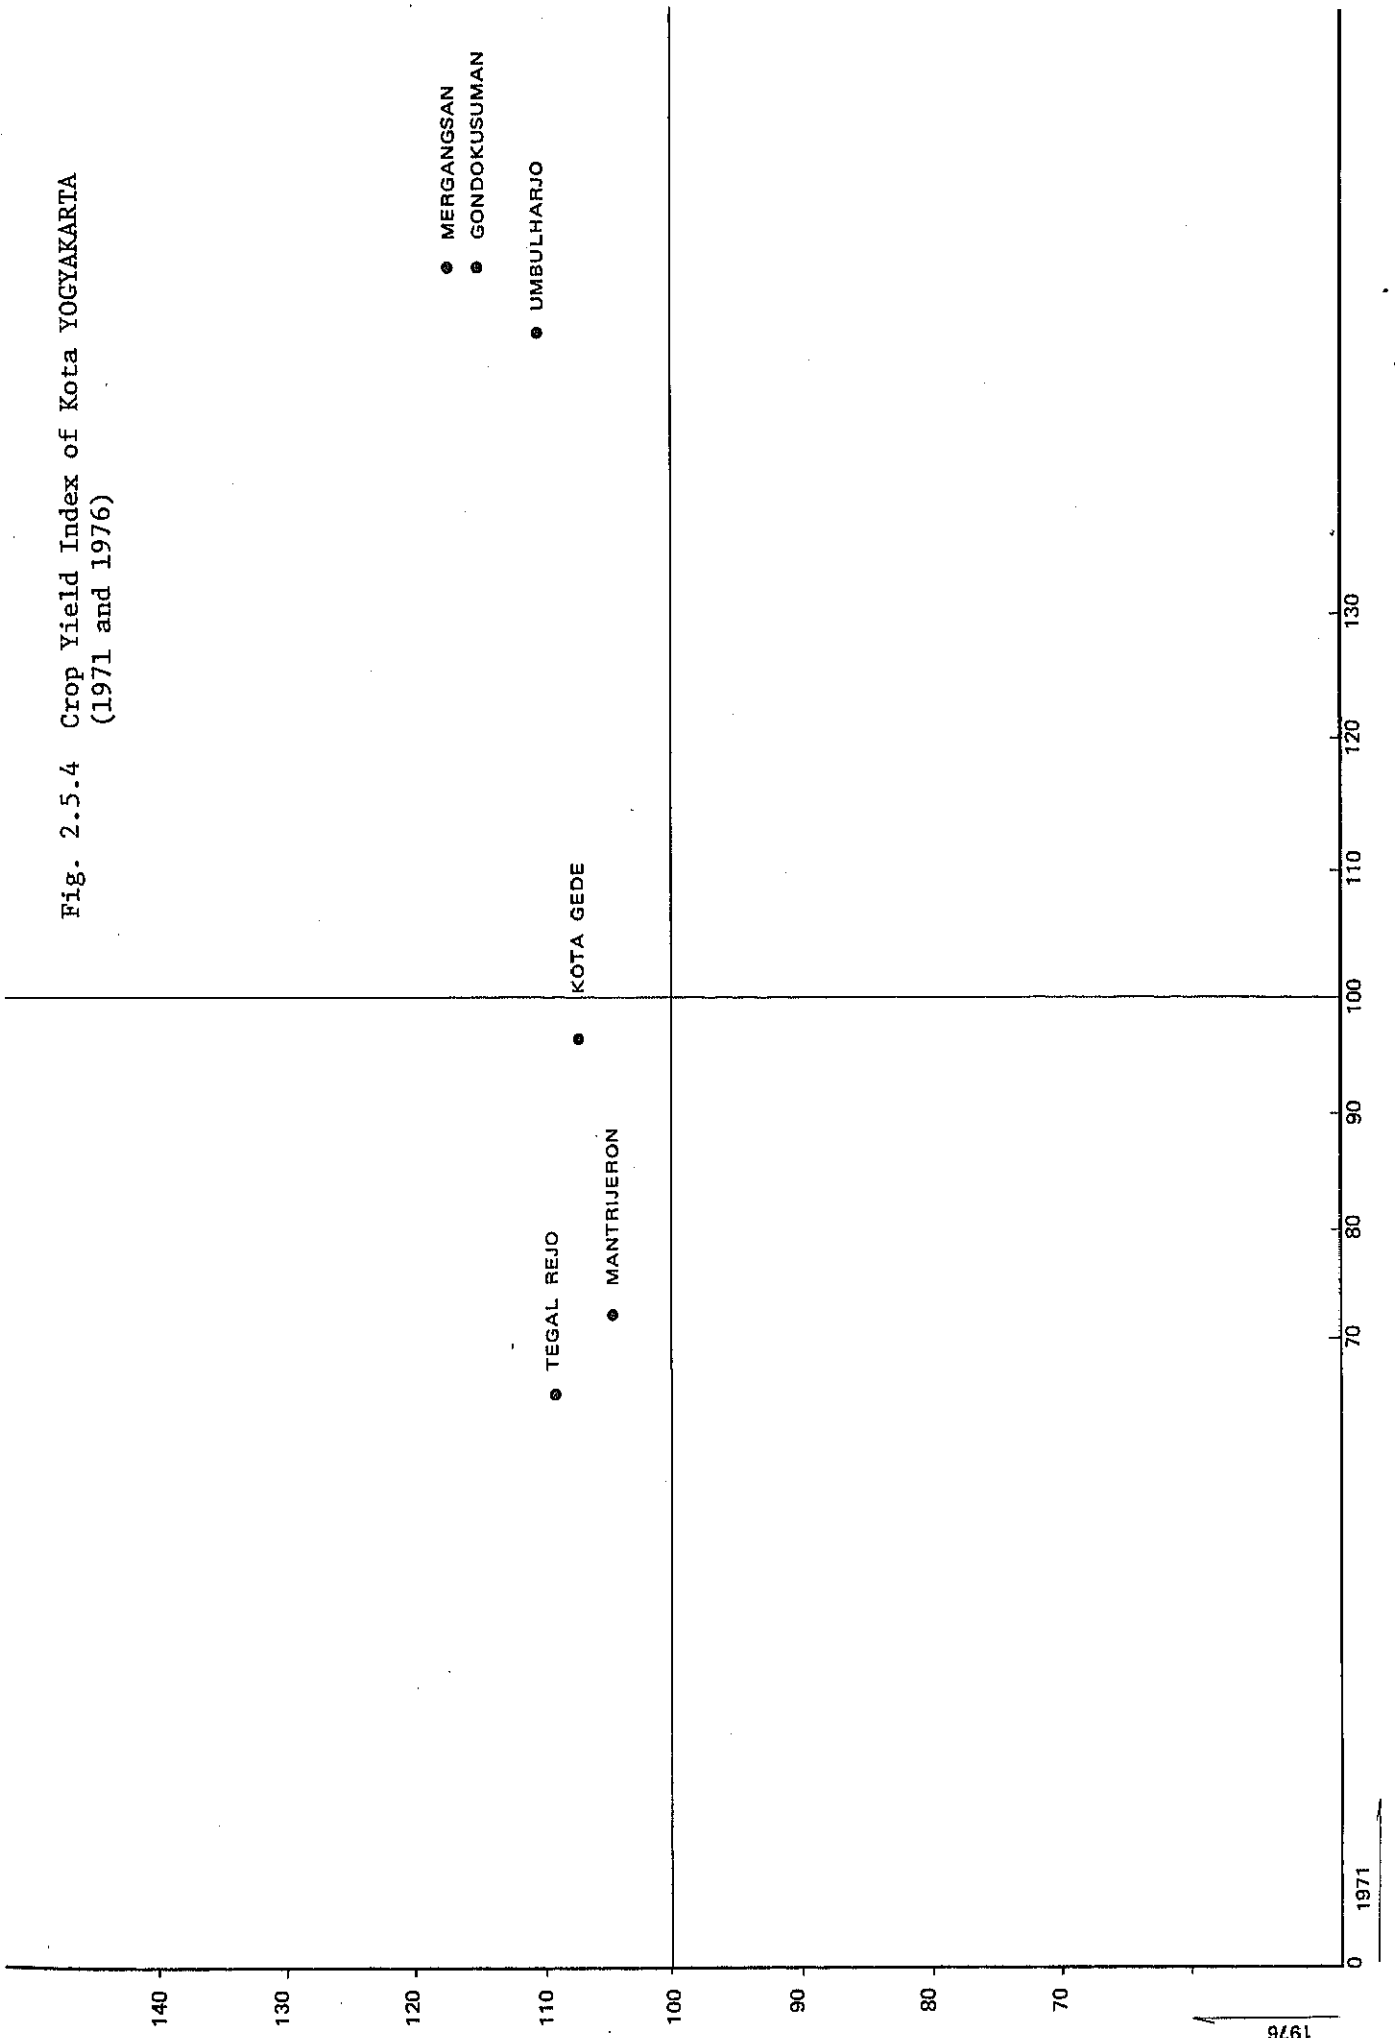 Fig. 2.5.4 Crop Yield Index of Kota YOGYAKARTA
(1971 and 1976)
MERGANGSAN
GONDOKUSUMAN
UMBULHARJO
TEGAL REJO
KOTA GEDE
MANTRIJERON
140
130
120
110
100
90
80
70
1976
0
70
80
90
100
110
120
130
1971